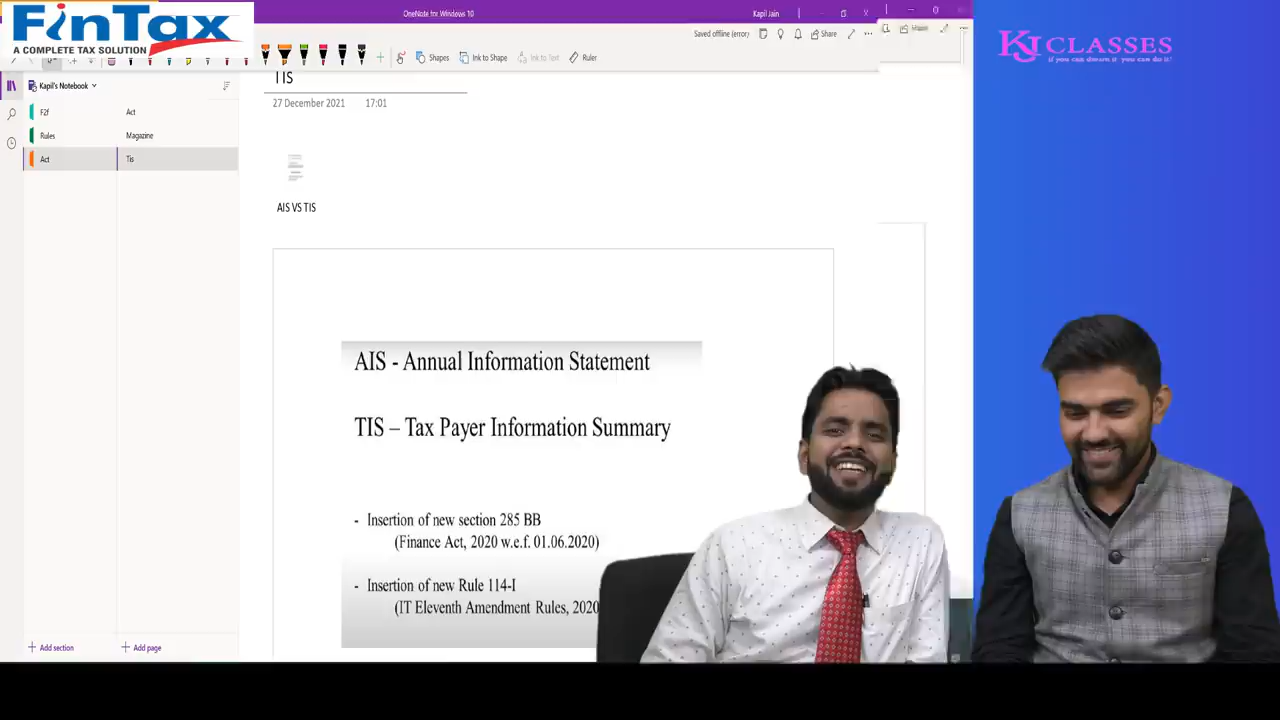 FinTax
A COMPLETE TAX SOLUTION
OneNote for Windows 10
Kapil Jain
Saved offline (error)
Share
Shapes
Ink to Shape
Ink to Text
Ruler
KJ CLASSES
if you can dream it you can do it!
Kapil's Notebook
F2f
Rules
Act
Act
Magazine
Tis
TIS
27 December 2021 17:01
AIS VS TIS
AIS - Annual Information Statement
TIS – Tax Payer Information Summary
- Insertion of new section 285 BB
(Finance Act, 2020 w.e.f. 01.06.2020)
- Insertion of new Rule 114-I
(IT Eleventh Amendment Rules, 2020
Add section
Add page